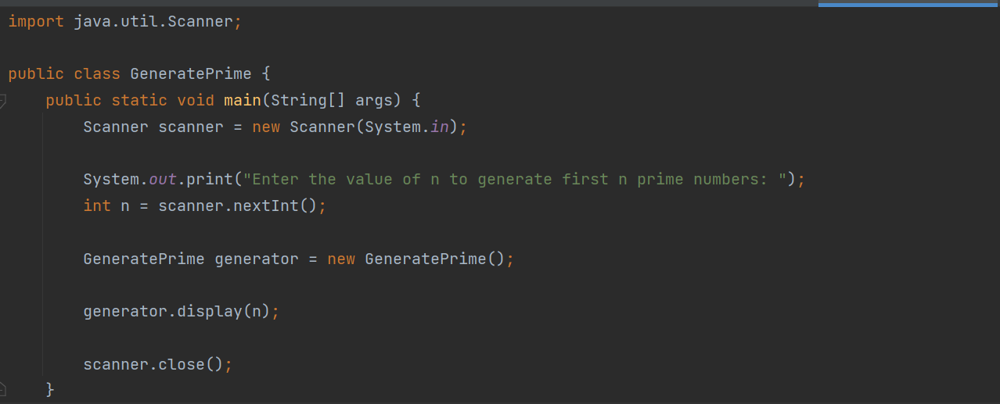 import java.util.Scanner;
public class GeneratePrime {
public static void main(String[] args) {
Scanner scanner = new Scanner(System.in);
System.out.print("Enter the value of n to generate first n prime numbers: ");
int n = scanner.nextInt();
GeneratePrime generator = new GeneratePrime();
generator.display(n);
scanner.close();
}